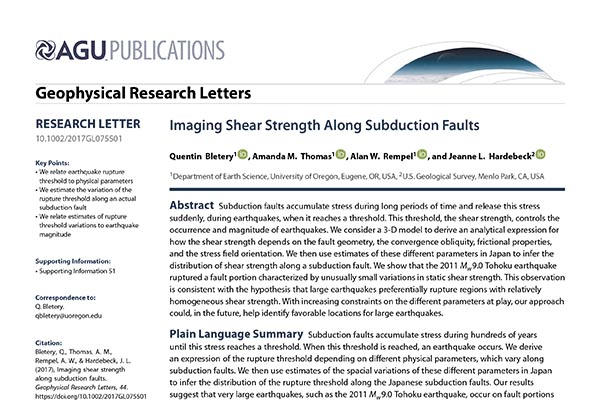 AGU PUBLICATIONS
Geophysical Research Letters
RESEARCH LETTER
10.1002/2017GL075501
Key Points:
• We relate earthquake rupture
threshold to physical parameters
• We estimate the variation of the
rupture threshold along an actual
subduction fault
• We relate estimates of rupture
threshold variations to earthquake
magnitude
Supporting Information:
• Supporting Information S1
Correspondence to:
Q. Bletery,
qbletery@uoregon.edu
Citation:
Bletery, Q., Thomas, A. M.,
Rempel, A. W., & Hardebeck, J. L.
(2017), Imaging shear strength
along subduction faults.
Geophysical Research Letters, 44.
https://doi.org/10.1002/2017GL075501
Imaging Shear Strength Along Subduction Faults
Quentin Bletery1 iD, Amanda M. Thomas1 iD, Alan W. Rempel1 iD, and Jeanne L. Hardebeck2 iD
1Department of Earth Science, University of Oregon, Eugene, OR, USA, 2U.S. Geological Survey, Menlo Park, CA, USA
Abstract Subduction faults accumulate stress during long periods of time and release this stress
suddenly, during earthquakes, when it reaches a threshold. This threshold, the shear strength, controls the
occurrence and magnitude of earthquakes. We consider a 3-D model to derive an analytical expression for
how the shear strength depends on the fault geometry, the convergence obliquity, frictional properties,
and the stress field orientation. We then use estimates of these different parameters in Japan to infer the
distribution of shear strength along a subduction fault. We show that the 2011 Mw9.0 Tohoku earthquake
ruptured a fault portion characterized by unusually small variations in static shear strength. This observation
is consistent with the hypothesis that large earthquakes preferentially rupture regions with relatively
homogeneous shear strength. With increasing constraints on the different parameters at play, our approach
could, in the future, help identify favorable locations for large earthquakes.
Plain Language Summary Subduction faults accumulate stress during hundreds of years
until this stress reaches a threshold. When this threshold is reached, an earthquake occurs. We derive
an expression of the rupture threshold depending on different physical parameters, which vary along
subduction faults. We then use estimates of the spacial variations of these different parameters in Japan
to infer the distribution of the rupture threshold along the Japanese subduction faults. Our results
suggest that very large earthquakes, such as the 2011 Mw9.0 Tohoku earthquake, occur on fault portions